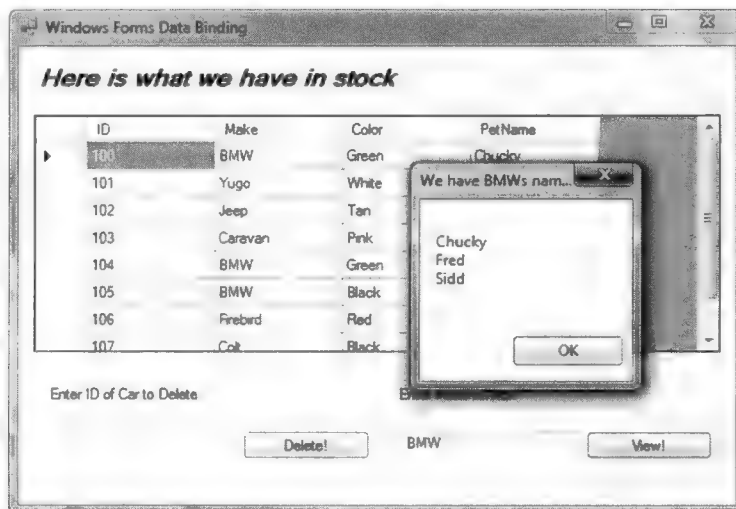 Windows Forms Data Binding
Here is what we have in stock
ID Make Color PetName
100 BMW Green Chucky
101 Yugo White
102 Jeep Tan
103 Caravan Pink
104 BMW Green
105 BMW Black
106 Firebird Red
107 Colt Black
We have BMWs nam...
Chucky
Fred
Sidd
OK
Enter ID of Car to Delete
Delete!
BMW
View!